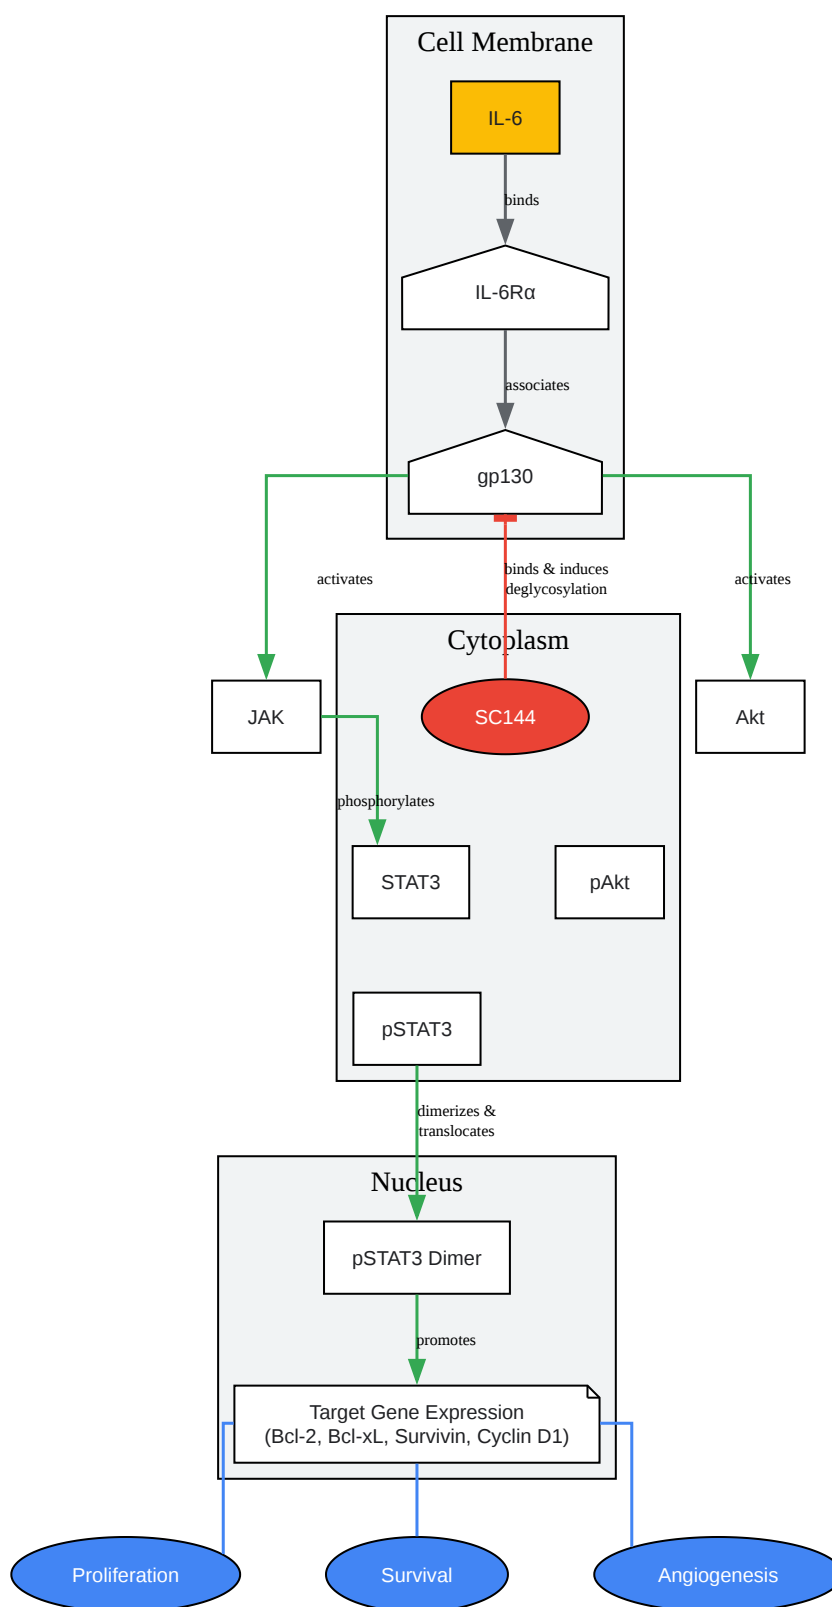 Cell Membrane
IL-6
binds
IL-6Rα
associates
gp130
activates
binds & induces
deglycosylation
activates
Cytoplasm
JAK
SC144
Akt
phosphorylates
STAT3
pAkt
pSTAT3
dimerizes &
translocates
Nucleus
pSTAT3 Dimer
promotes
Target Gene Expression
(Bcl-2, Bcl-xL, Survivin, Cyclin D1)
Proliferation
Survival
Angiogenesis